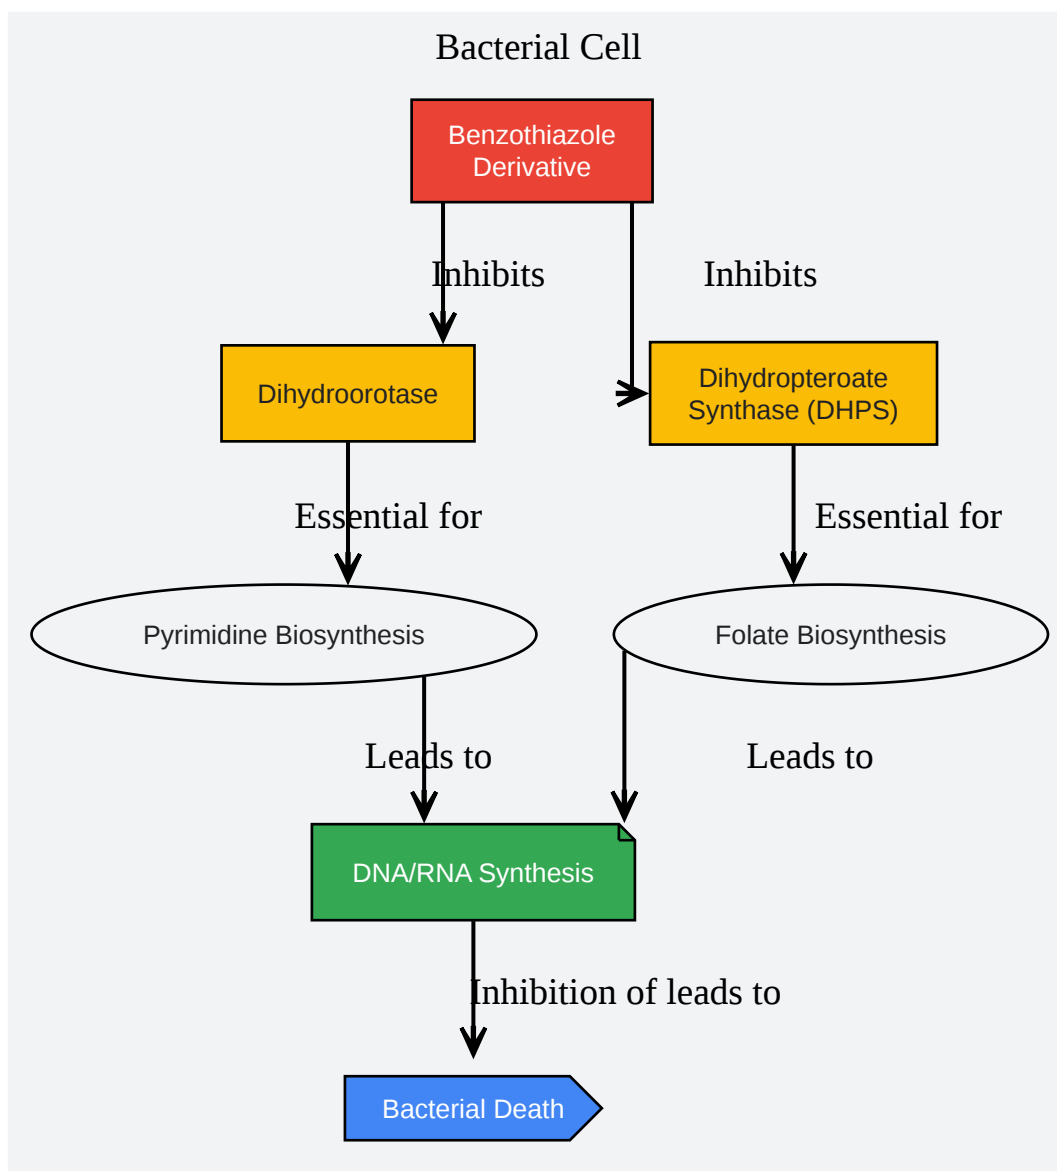 Bacterial Cell
Benzothiazole
Derivative
Inhibits
Inhibits
Dihydroorotase
Dihydropteroate
Synthase (DHPS)
Essential for
Essential for
Pyrimidine Biosynthesis
Folate Biosynthesis
Leads to
Leads to
DNA/RNA Synthesis
Inhibition of leads to
Bacterial Death